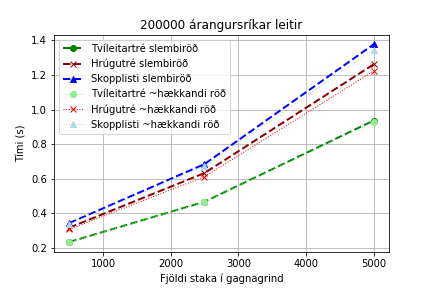 200000 árangursríkar leitir
Tvíleitartré slembiröð
Hrúgutré slembiröð
Skopplisti slembiröð
Tvíleitartré ~hækkandi röð
Hrúgutré ~hækkandi röð
Skopplisti ~hækkandi röð
Tími (s)
1.4
1.2
1.0
0.8
0.6
0.4
0.2
1000 2000 3000 4000 5000
Fjöldi staka í gagnagrind